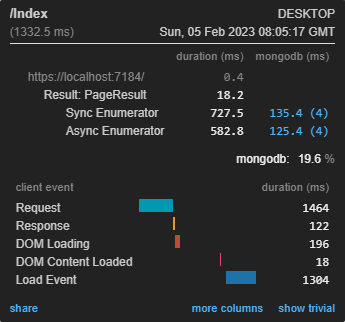 /Index DESKTOP
(1332.5 ms) Sun, 05 Feb 2023 08:05:17 GMT
duration (ms) mongodb (ms)
https://localhost:7184/ 0.4
Result: PageResult 18.2
Sync Enumerator 727.5 135.4 (4)
Async Enumerator 582.8 125.4 (4)
mongodb: 19.6 %
client event duration (ms)
Request 1464
Response 122
DOM Loading 196
DOM Content Loaded 18
Load Event 1304
share more columns show trivial